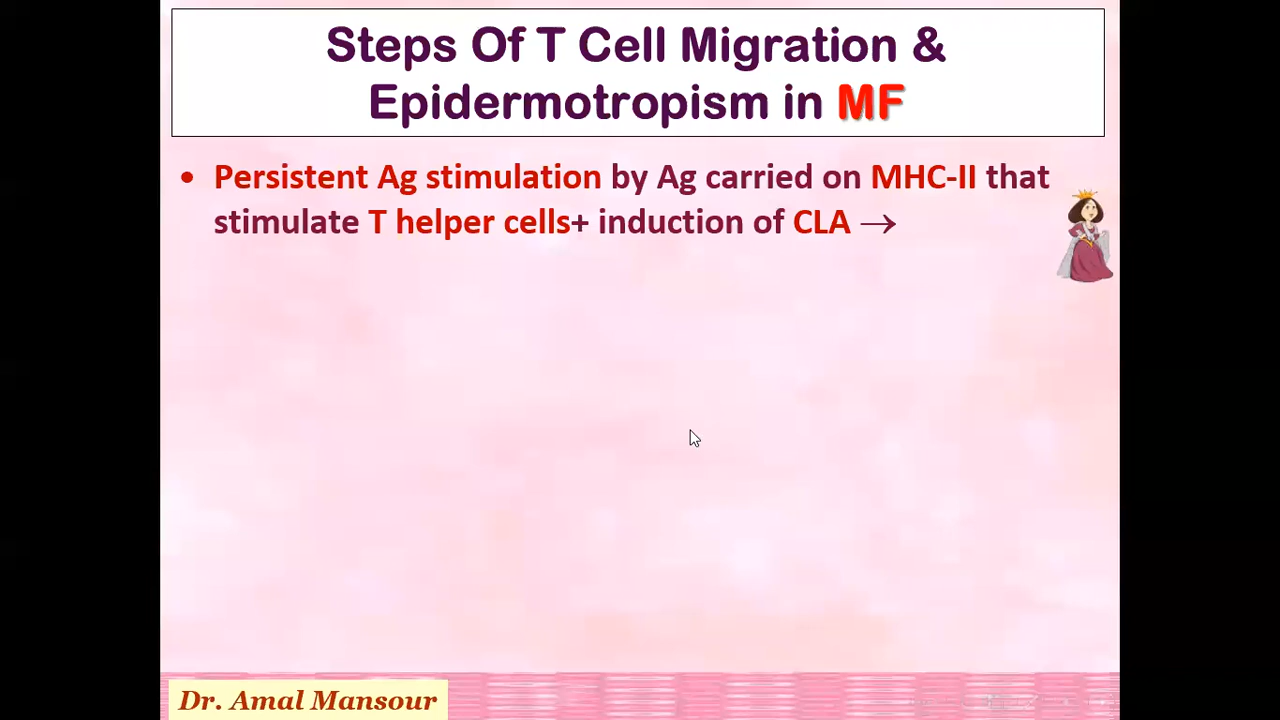 Steps Of T Cell Migration &
Epidermotropism in MF
• Persistent Ag stimulation by Ag carried on MHC-II that
stimulate T helper cells+ induction of CLA →
Dr. Amal Mansour